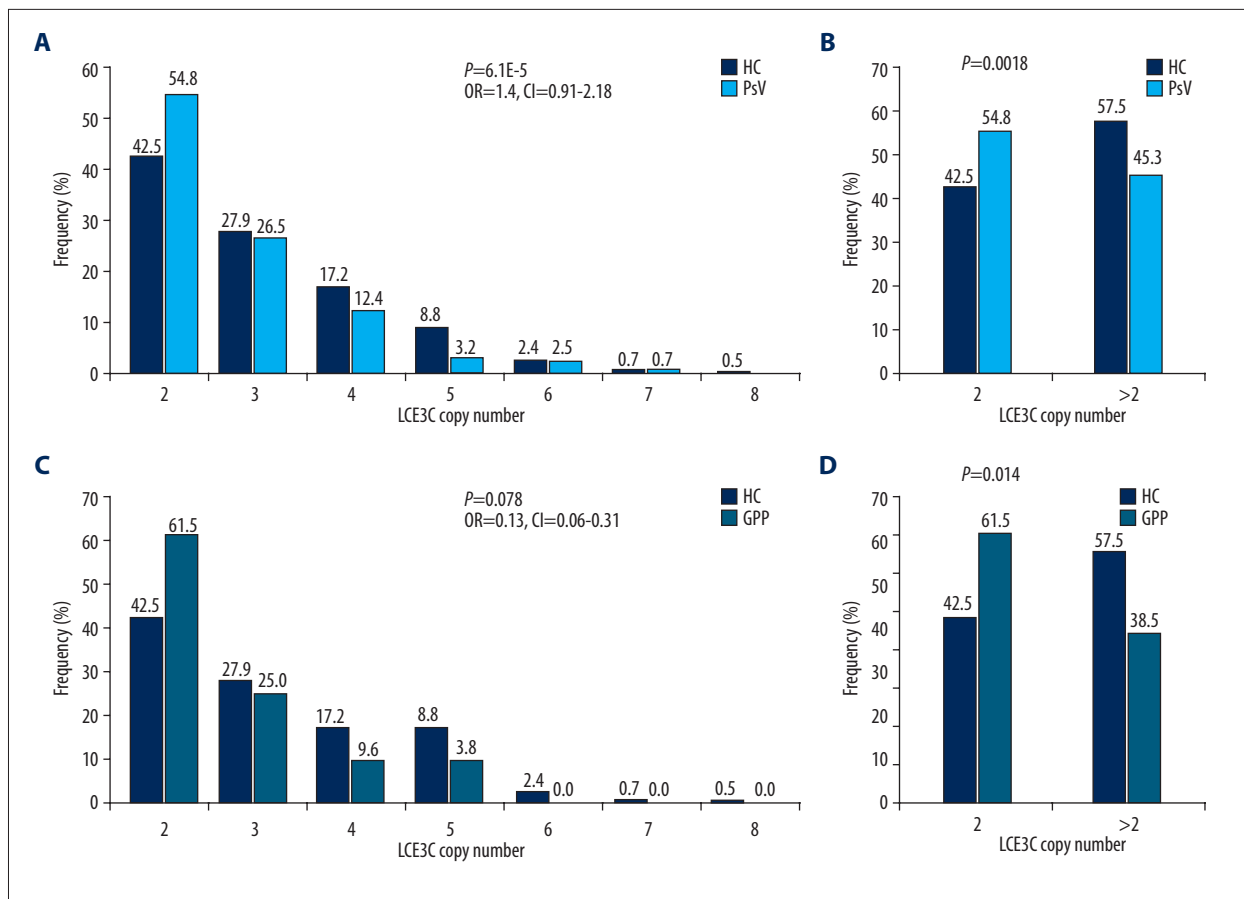 A
P=6.1E-5
OR=1.4, CI=0.91-2.18
HC
PsV
Frequency (%)
60
50
40
30
20
10
0
42.5
54.8
27.9
26.5
17.2
12.4
8.8
3.2
2.4
2.5
0.7
0.7
0.5
2 3 4 5 6 7 8
LCE3C copy number
B
P=0.0018
HC
PsV
Frequency (%)
70
60
50
40
30
20
10
0
42.5
54.8
57.5
45.3
2 >2
LCE3C copy number
C
P=0.078
OR=0.13, CI=0.06-0.31
HC
GPP
Frequency (%)
70
60
50
40
30
20
10
0
42.5
61.5
27.9
25.0
17.2
9.6
8.8
3.8
2.4
0.0
0.7
0.0
0.5
0.0
2 3 4 5 6 7 8
LCE3C copy number
D
P=0.014
HC
GPP
Frequency (%)
70
60
50
40
30
20
10
0
42.5
61.5
57.5
38.5
2 >2
LCE3C copy number